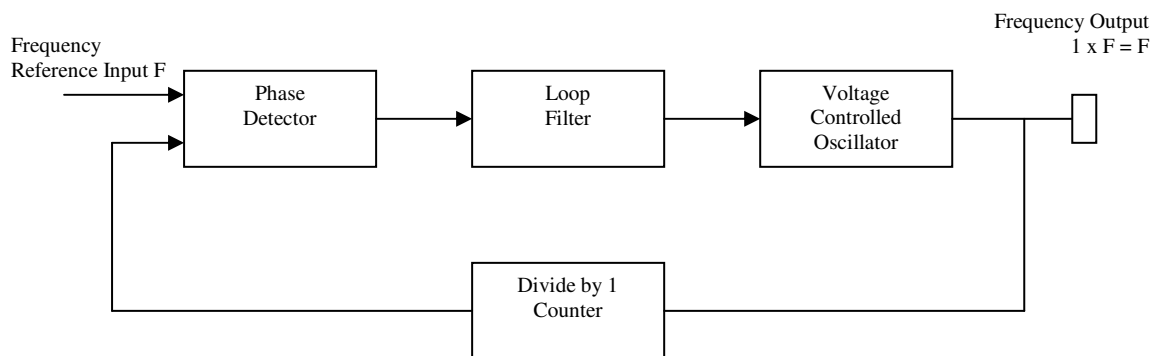 Frequency Output
1 x F = F
Frequency
Reference Input F
Phase
Detector
Loop
Filter
Voltage
Controlled
Oscillator
Divide by 1
Counter